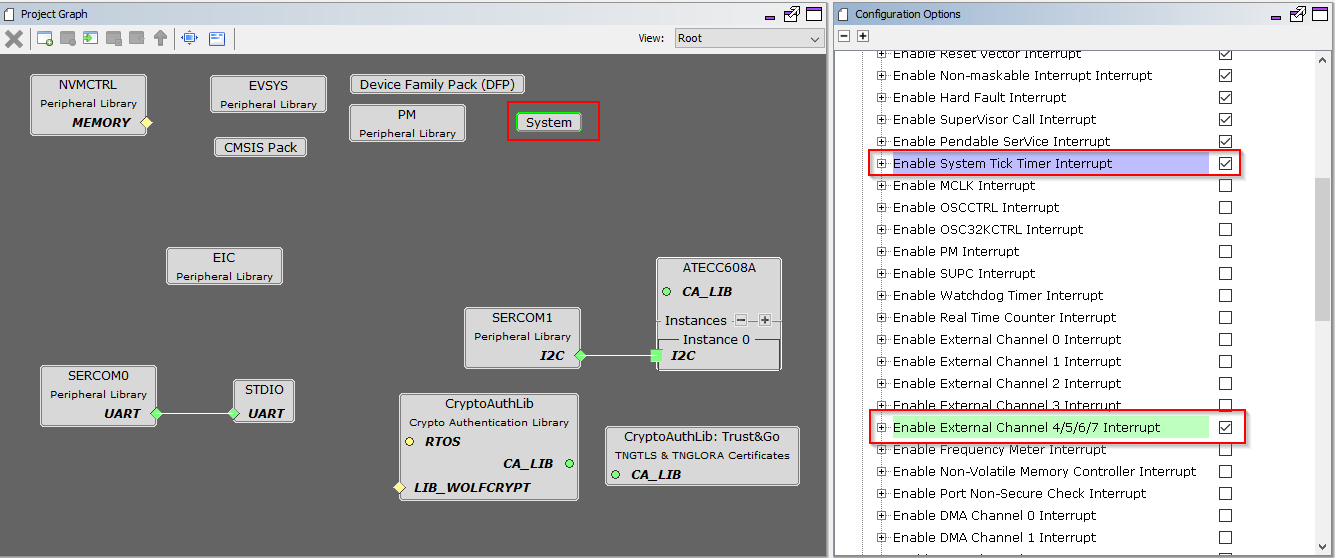 Project Graph
View:
Root
NVMCTRL
Peripheral Library
MEMORY
EVSYS
Peripheral Library
Device Family Pack (DFP)
PM
Peripheral Library
System
CMSIS Pack
EIC
Peripheral Library
ATECC608A
CA_LIB
Instances
Instance 0
I2C
SERCOM1
Peripheral Library
I2C
SERCOM0
Peripheral Library
UART
STDIO
UART
CryptoAuthLib
Crypto Authentication Library
RTOS
CA_LIB
LIB_WOLFCRYPT
CryptoAuthLib: Trust&Go
TNGTLS & TNGLORA Certificates
CA_LIB
Configuration Options
Enable Reset Vector Interrupt
Enable Non-maskable Interrupt Interrupt
Enable Hard Fault Interrupt
Enable SuperVisor Call Interrupt
Enable Pendable SerVice Interrupt
Enable System Tick Timer Interrupt
Enable MCLK Interrupt
Enable OSCCTRL Interrupt
Enable OSC32KCTRL Interrupt
Enable PM Interrupt
Enable SUPC Interrupt
Enable Watchdog Timer Interrupt
Enable Real Time Counter Interrupt
Enable External Channel 0 Interrupt
Enable External Channel 1 Interrupt
Enable External Channel 2 Interrupt
Enable External Channel 3 Interrupt
Enable External Channel 4/5/6/7 Interrupt
Enable Frequency Meter Interrupt
Enable Non-Volatile Memory Controller Interrupt
Enable Port Non-Secure Check Interrupt
Enable DMA Channel 0 Interrupt
Enable DMA Channel 1 Interrupt